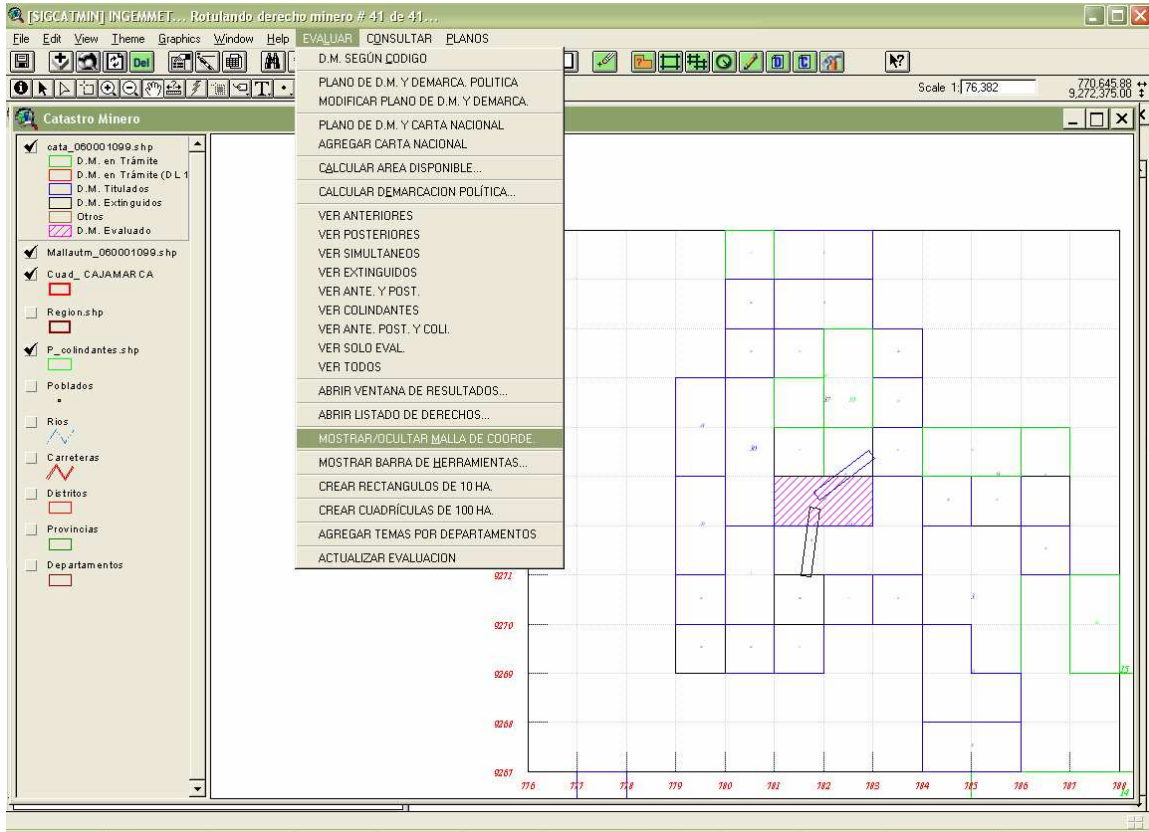 [SIGCATMIN] INGEMMET... Rotulando derecho minero # 41 de 41...
File Edit View Theme Graphics Window Help EVALUAR CONSULTAR PLANOS
Del
Scale 1: 76,382
770,645.88
9,272,375.00
Catastro Minero
cata_060001099.shp
D.M. en Trámite
D.M. en Trámite (D L 1
D.M. Titulados
D.M. Extinguidos
Otros
D.M. Evaluado
Mallautm_060001099.shp
Cuad_ CAJAMARCA
Region.shp
P_colindantes.shp
Poblados
Rios
Carreteras
Distritos
Provincias
Departamentos
D.M. SEGÚN CODIGO
PLANO DE D.M. Y DEMARCA. POLITICA
MODIFICAR PLANO DE D.M. Y DEMARCA.
PLANO DE D.M. Y CARTA NACIONAL
AGREGAR CARTA NACIONAL
CALCULAR AREA DISPONIBLE...
CALCULAR DEMARCACION POLÍTICA...
VER ANTERIORES
VER POSTERIORES
VER SIMULTANEOS
VER EXTINGUIDOS
VER ANTE. Y POST.
VER COLINDANTES
VER ANTE. POST. Y COLI.
VER SOLO EVAL.
VER TODOS
ABRIR VENTANA DE RESULTADOS...
ABRIR LISTADO DE DERECHOS...
MOSTRAR/OCULTAR MALLA DE COORDE.
MOSTRAR BARRA DE HERRAMIENTAS...
CREAR RECTANGULOS DE 10 HA.
CREAR CUADRÍCULAS DE 100 HA.
AGREGAR TEMAS POR DEPARTAMENTOS
ACTUALIZAR EVALUACION
9271
9270
9269
9268
9267
776 777 778 779 780 781 782 783 784 785 786 787 788
15
14